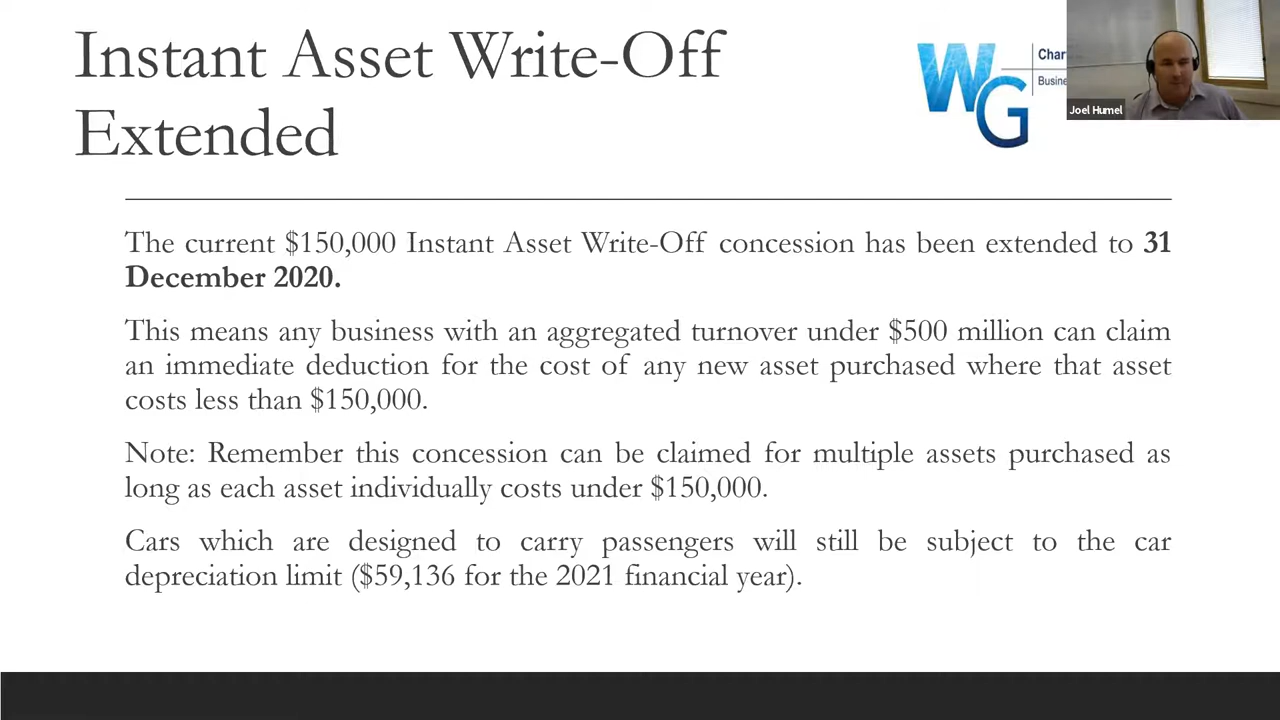 Instant Asset Write-Off
Extended
WG
Busine
Joel Humel
The current $150,000 Instant Asset Write-Off concession has been extended to 31
December 2020.
This means any business with an aggregated turnover under $500 million can claim
an immediate deduction for the cost of any new asset purchased where that asset
costs less than $150,000.
Note: Remember this concession can be claimed for multiple assets purchased as
long as each asset individually costs under $150,000.
Cars which are designed to carry passengers will still be subject to the car
depreciation limit ($59,136 for the 2021 financial year).